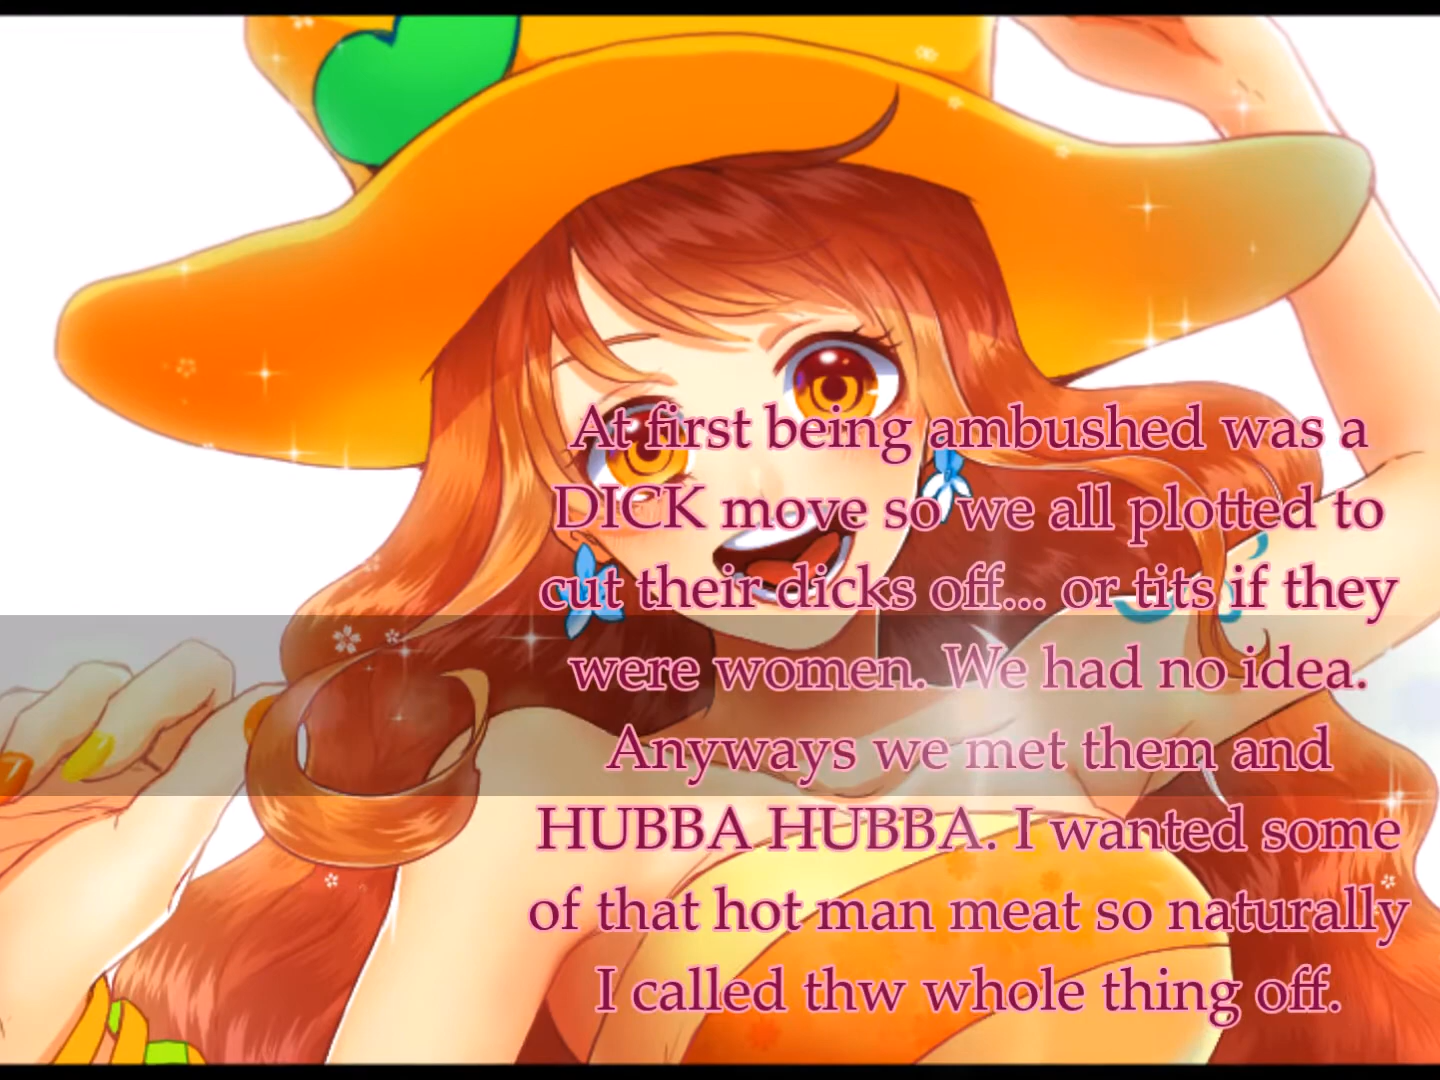 At first being ambushed was a
DICK move so we all plotted to
cut their dicks off... or tits if they
were women. We had no idea.
Anyways we met them and
HUBBA HUBBA. I wanted some
of that hot man meat so naturally
I called thw whole thing off.